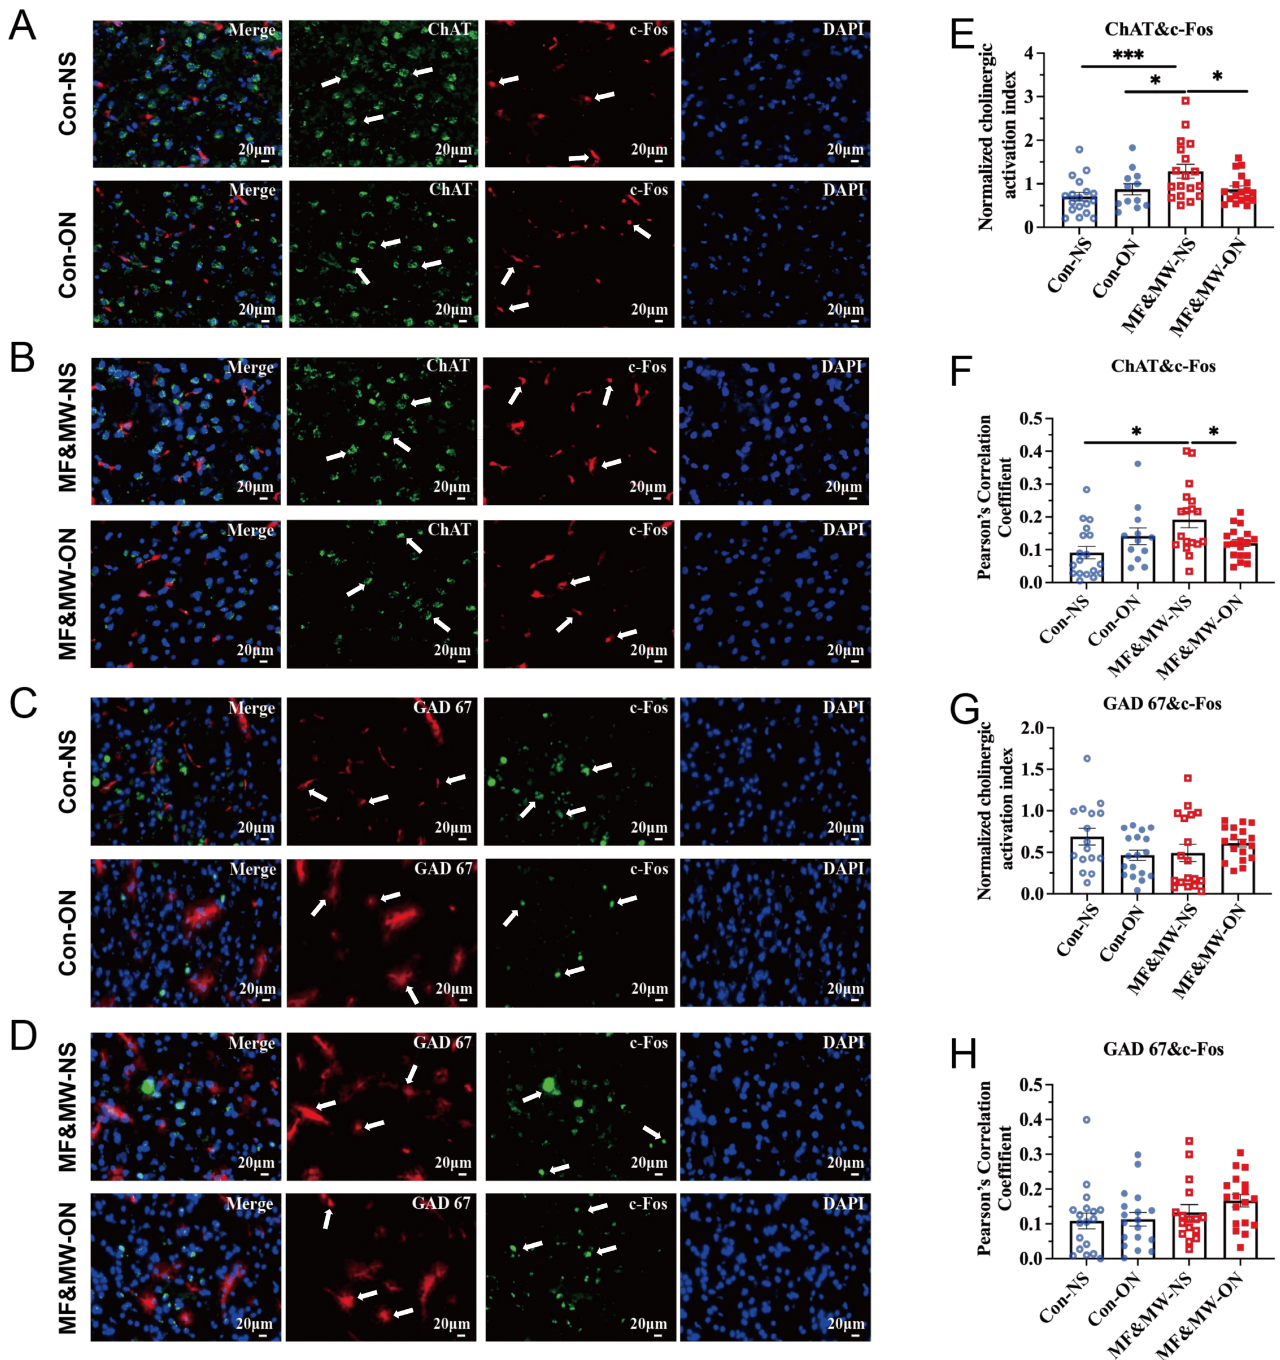 A
Con-NS
Merge
ChAT
c-Fos
DAPI
20μm
20μm
20μm
20μm
Con-ON
Merge
ChAT
c-Fos
DAPI
20μm
20μm
20μm
20μm
B
MF&MW-NS
Merge
ChAT
c-Fos
DAPI
20μm
20μm
20μm
20μm
MF&MW-ON
Merge
ChAT
c-Fos
DAPI
20μm
20μm
20μm
20μm
C
Con-NS
Merge
GAD 67
c-Fos
DAPI
20μm
20μm
20μm
20μm
Con-ON
Merge
GAD 67
c-Fos
DAPI
20μm
20μm
20μm
20μm
D
MF&MW-NS
Merge
GAD 67
c-Fos
DAPI
20μm
20μm
20μm
20μm
MF&MW-ON
Merge
GAD 67
c-Fos
DAPI
20μm
20μm
20μm
20μm
E
ChAT&c-Fos
Normalized cholinergic
activation index
4
3
2
1
0
***
*
*
Con-NS
Con-ON
MF&MW-NS
MF&MW-ON
F
ChAT&c-Fos
Pearson's Correlation
Coeffifient
0.5
0.4
0.3
0.2
0.1
0.0
*
*
Con-NS
Con-ON
MF&MW-NS
MF&MW-ON
G
GAD 67&c-Fos
Normalized cholinergic
activation index
2.0
1.5
1.0
0.5
0.0
Con-NS
Con-ON
MF&MW-NS
MF&MW-ON
H
GAD 67&c-Fos
Pearson's Correlation
Coeffifient
0.5
0.4
0.3
0.2
0.1
0.0
Con-NS
Con-ON
MF&MW-NS
MF&MW-ON